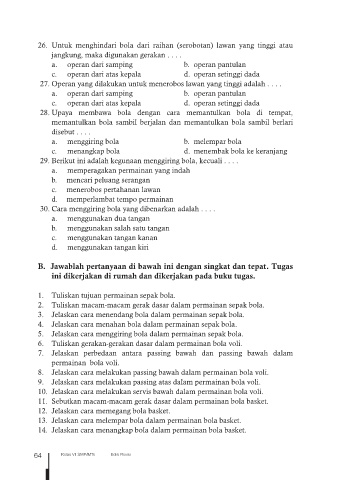 26. Untuk menghindari bola dari raihan (serobotan) lawan yang tinggi atau
jangkung, maka digunakan gerakan . . . .
a. operan dari samping b. operan pantulan
c. operan dari atas kepala d. operan setinggi dada
27. Operan yang dilakukan untuk menerobos lawan yang tinggi adalah . . . .
a. operan dari samping b. operan pantulan
c. operan dari atas kepala d. operan setinggi dada
28. Upaya membawa bola dengan cara memantulkan bola di tempat,
memantulkan bola sambil berjalan dan memantulkan bola sambil berlari
disebut . . . .
a. menggiring bola b. melempar bola
c. menangkap bola d. menembak bola ke keranjang
29. Berikut ini adalah kegunaan menggiring bola, kecuali . . . .
a. memperagakan permainan yang indah
b. mencari peluang serangan
c. menerobos pertahanan lawan
d. memperlambat tempo permainan
30. Cara menggiring bola yang dibenarkan adalah . . . .
a. menggunakan dua tangan
b. menggunakan salah satu tangan
c. menggunakan tangan kanan
d. menggunakan tangan kiri
B. Jawablah pertanyaan di bawah ini dengan singkat dan tepat. Tugas
ini dikerjakan di rumah dan dikerjakan pada buku tugas.
1. Tuliskan tujuan permainan sepak bola.
2. Tuliskan macam-macam gerak dasar dalam permainan sepak bola.
3. Jelaskan cara menendang bola dalam permainan sepak bola.
4. Jelaskan cara menahan bola dalam permainan sepak bola.
5. Jelaskan cara menggiring bola dalam permainan sepak bola.
6. Tuliskan gerakan-gerakan dasar dalam permainan bola voli.
7. Jelaskan perbedaan antara passing bawah dan passing bawah dalam
permainan bola voli.
8. Jelaskan cara melakukan passing bawah dalam permainan bola voli.
9. Jelaskan cara melakukan passing atas dalam permainan bola voli.
10. Jelaskan cara melakukan servis bawah dalam permainan bola voli.
11. Sebutkan macam-macam gerak dasar dalam permainan bola basket.
12. Jelaskan cara memegang bola basket.
13. Jelaskan cara melempar bola dalam permainan bola basket.
14. Jelaskan cara menangkap bola dalam permainan bola basket.
64 Kelas VII SMP/MTs